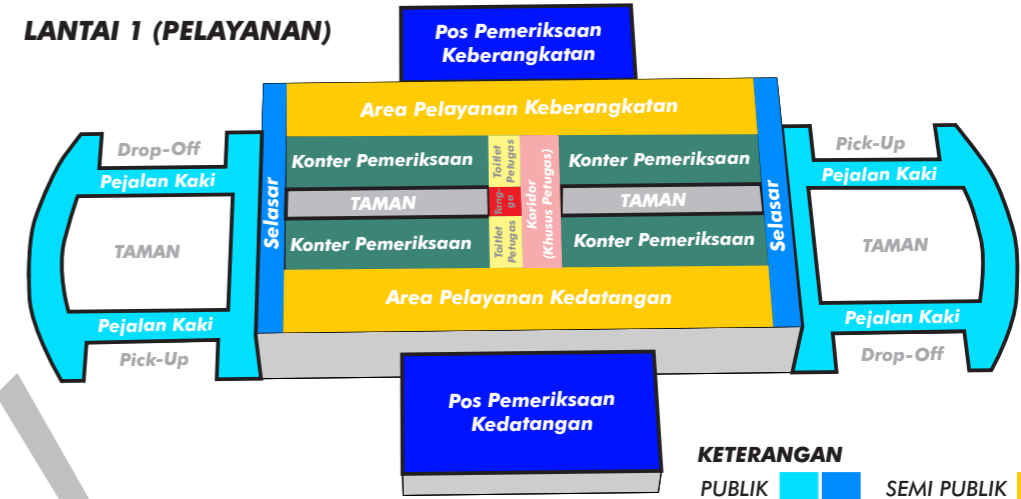 LANTAI 1 (PELAYANAN)
Pos Pemeriksaan
Keberangkatan
Area Pelayanan Keberangkatan
Drop-Off
Pejalan Kaki
TAMAN
Pejalan Kaki
Pick-Up
Selasar
Konter Pemeriksaan
TAMAN
Konter Pemeriksaan
Toitlet
Petugas
Tang-
ga
Toitlet
Petugas
Koridor
(Khusus Petugas)
Konter Pemeriksaan
TAMAN
Konter Pemeriksaan
Selasar
Pick-Up
Pejalan Kaki
TAMAN
Pejalan Kaki
Drop-Off
Area Pelayanan Kedatangan
Pos Pemeriksaan
Kedatangan
KETERANGAN
PUBLIK SEMI PUBLIK